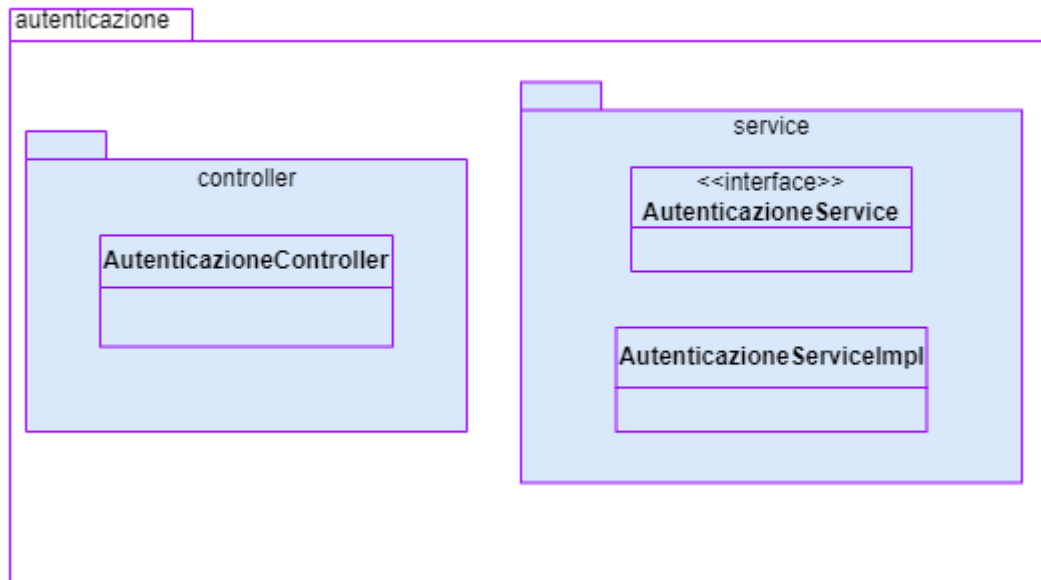 autenticazione
controller
AutenticazioneController
service
<<interface>>
AutenticazioneService
AutenticazioneServiceImpl